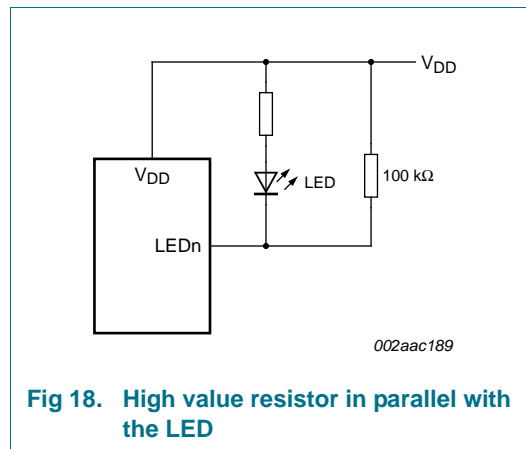 VDD
VDD
LED
100 kΩ
LEDn
002aac189
Fig 18. High value resistor in parallel with
the LED